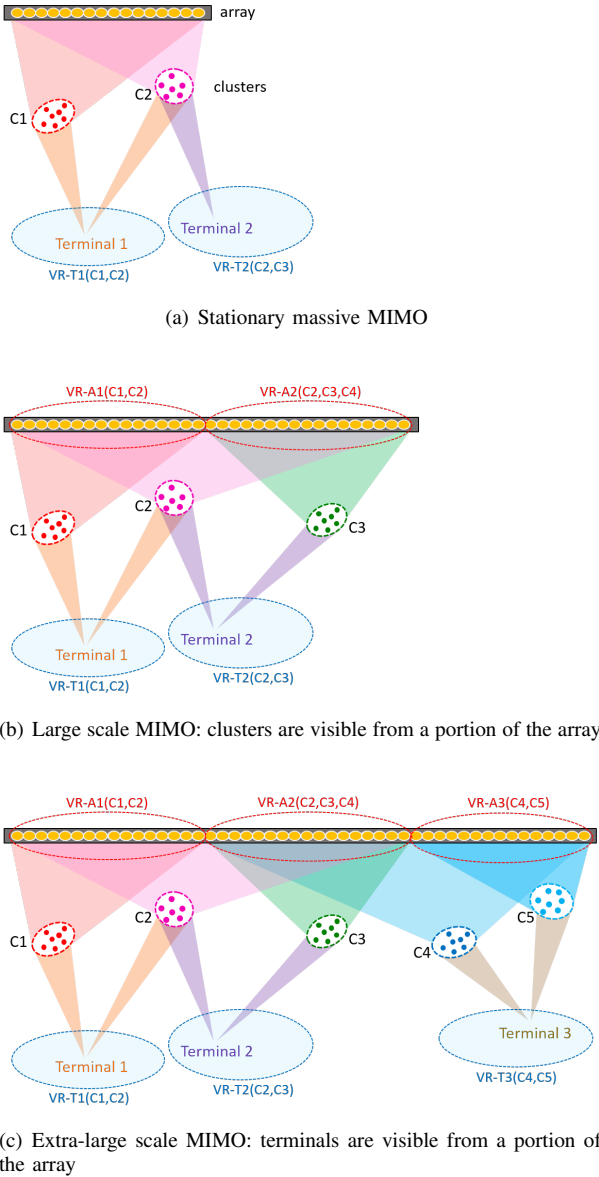 array
C1
C2
clusters
Terminal 1
Terminal 2
VR-T1(C1,C2)
VR-T2(C2,C3)
(a) Stationary massive MIMO
VR-A1(C1,C2)
VR-A2(C2,C3,C4)
C1
C2
C3
Terminal 1
Terminal 2
VR-T1(C1,C2)
VR-T2(C2,C3)
(b) Large scale MIMO: clusters are visible from a portion of the array
VR-A1(C1,C2)
VR-A2(C2,C3,C4)
VR-A3(C4,C5)
C1
C2
C3
C4
C5
Terminal 1
Terminal 2
Terminal 3
VR-T1(C1,C2)
VR-T2(C2,C3)
VR-T3(C4,C5)
(c) Extra-large scale MIMO: terminals are visible from a portion of
the array